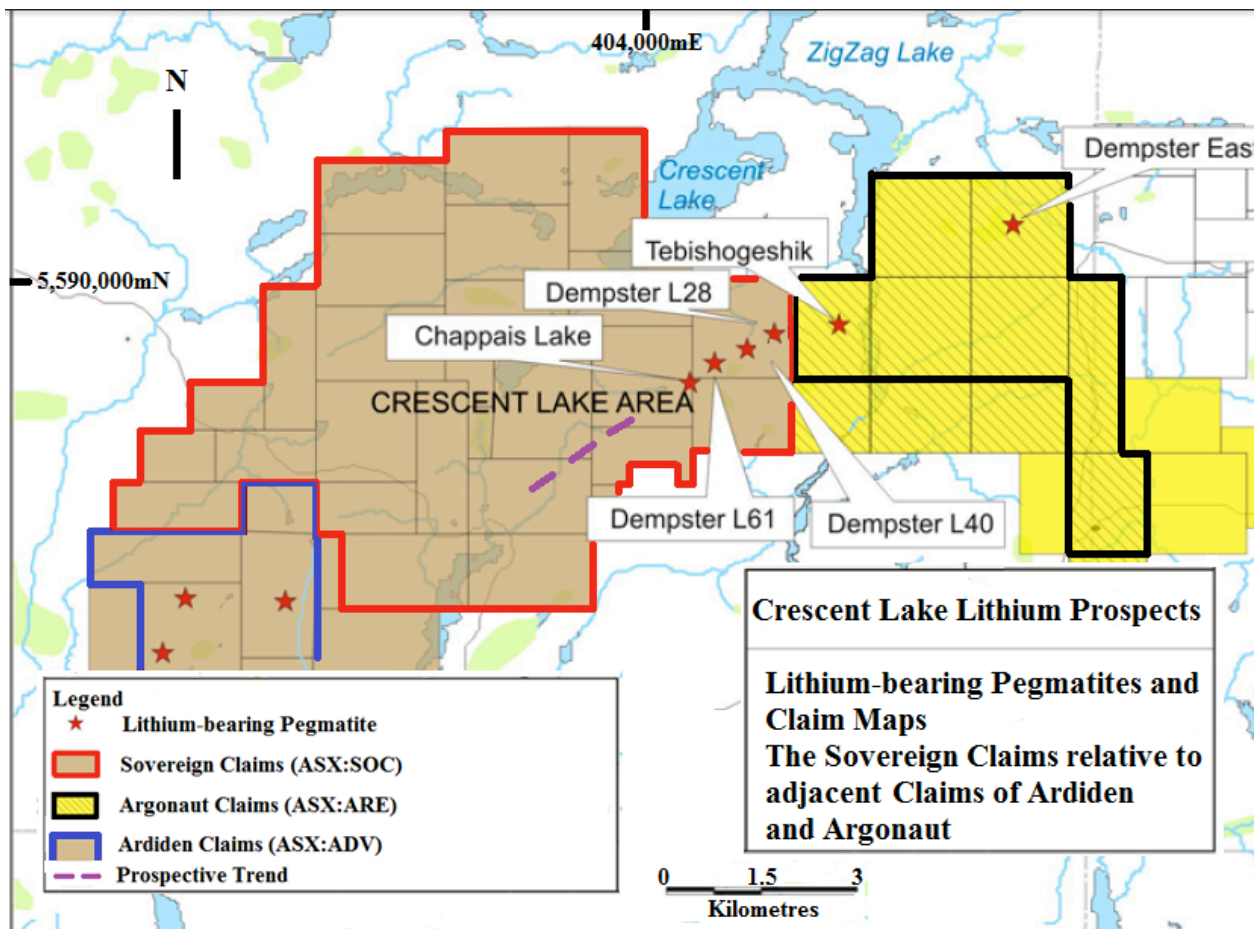 404,000mE
ZigZag Lake
N
Dempster East
Crescent
Lake
Tebishogeshik
5,590,000mN
Dempster L28
Chappais Lake
CRESCENT LAKE AREA
Dempster L61
Dempster L40
Crescent Lake Lithium Prospects
Lithium-bearing Pegmatites and
Claim Maps
The Sovereign Claims relative to
adjacent Claims of Ardiden
and Argonaut
Legend
Lithium-bearing Pegmatite
Sovereign Claims (ASX:SOC)
Argonaut Claims (ASX:ARE)
Ardiden Claims (ASX:ADV)
Prospective Trend
0 1.5 3
Kilometres